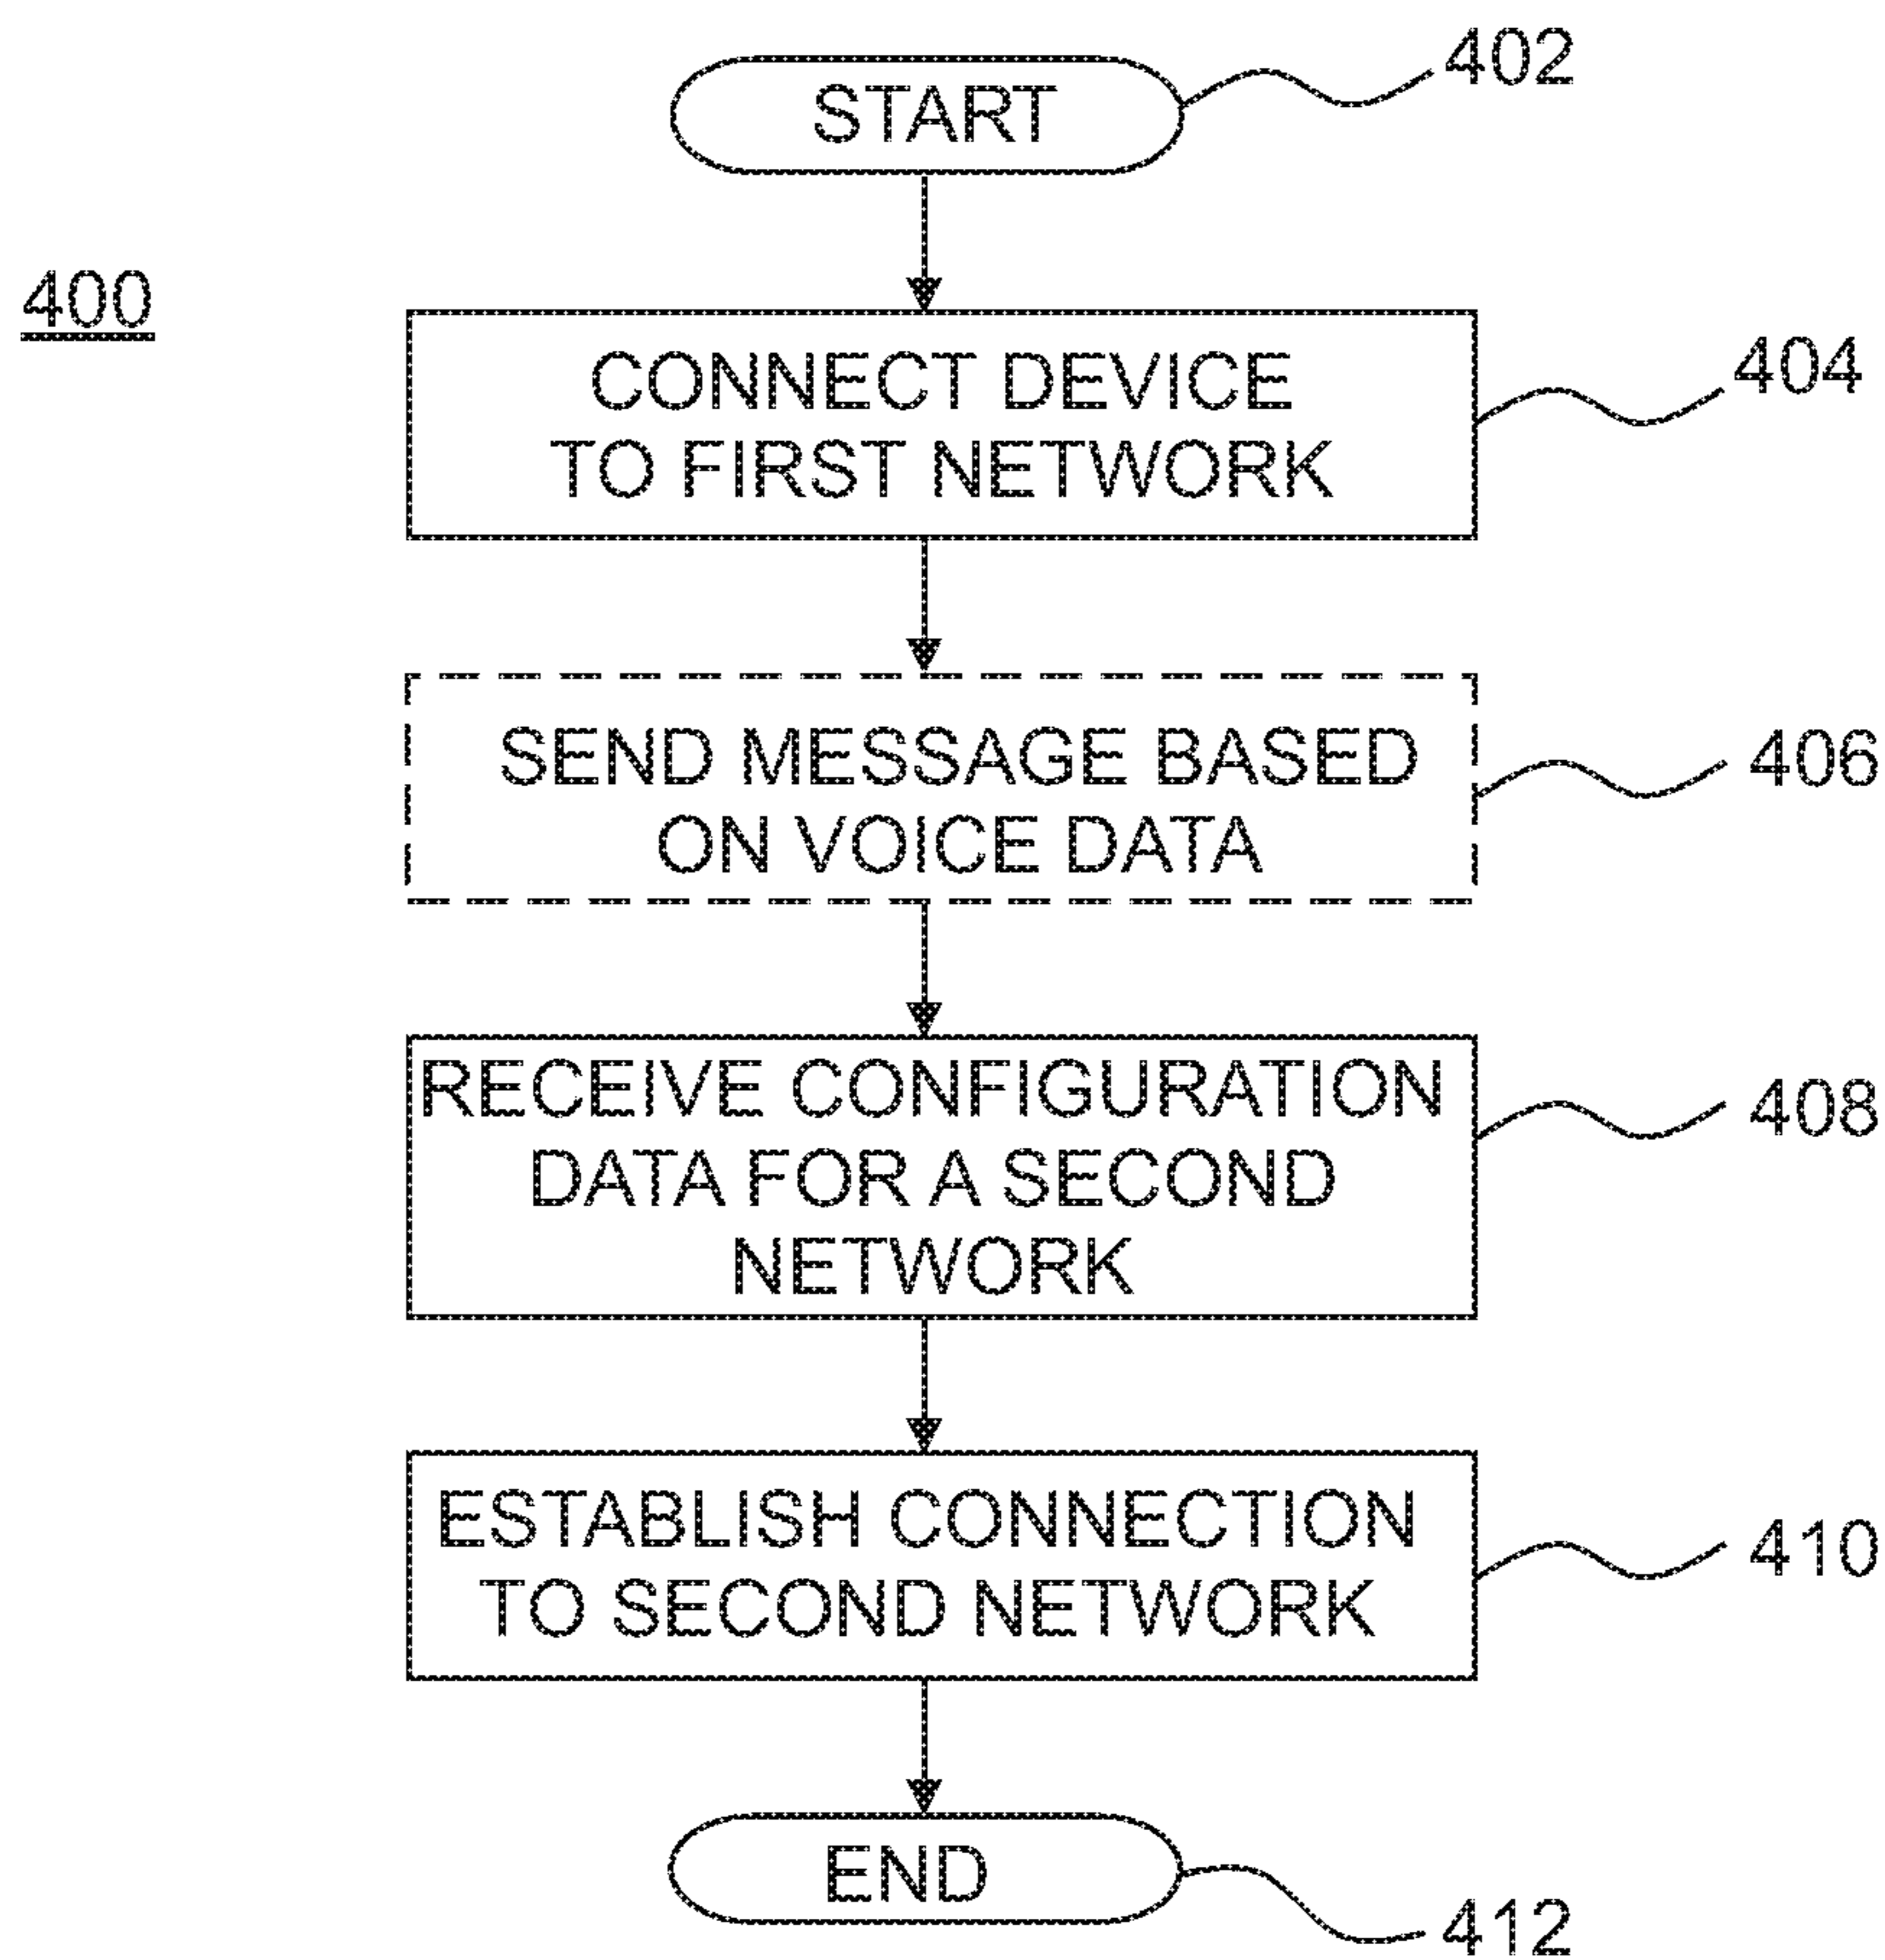 START
402
400
CONNECT DEVICE
TO FIRST NETWORK
404
SEND MESSAGE BASED
ON VOICE DATA
406
RECEIVE CONFIGURATION
DATA FOR A SECOND
NETWORK
408
ESTABLISH CONNECTION
TO SECOND NETWORK
410
END
412